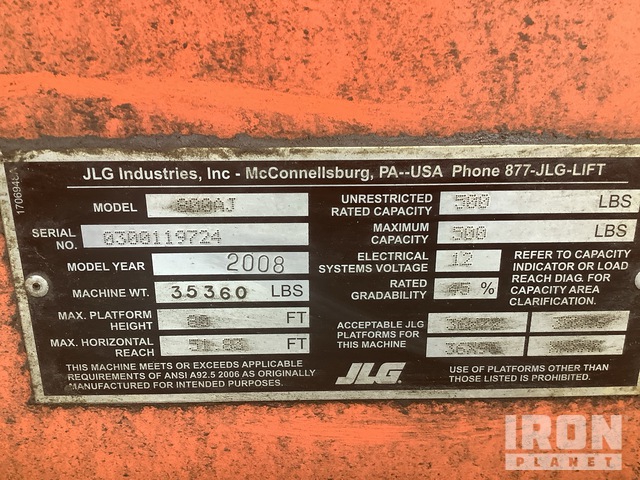 JLG Industries, Inc - McConnellsburg, PA--USA Phone 877-JLG-LIFT
MODEL 800AJ
SERIAL NO. 0300119724
MODEL YEAR 2008
MACHINE WT. 35360 LBS
MAX. PLATFORM HEIGHT 80 FT
MAX. HORIZONTAL REACH FT
THIS MACHINE MEETS OR EXCEEDS APPLICABLE
REQUIREMENTS OF ANSI A92.5 2006 AS ORIGINALLY
MANUFACTURED FOR INTENDED PURPOSES.
UNRESTRICTED RATED CAPACITY 500 LBS
MAXIMUM CAPACITY 500 LBS
ELECTRICAL SYSTEMS VOLTAGE 12
RATED GRADABILITY 45 %
REFER TO CAPACITY
INDICATOR OR LOAD
REACH DIAG. FOR
CAPACITY AREA
CLARIFICATION.
ACCEPTABLE JLG
PLATFORMS FOR
THIS MACHINE
JLG
USE OF PLATFORMS OTHER THAN
THOSE LISTED IS PROHIBITED.
IRON
PLANET